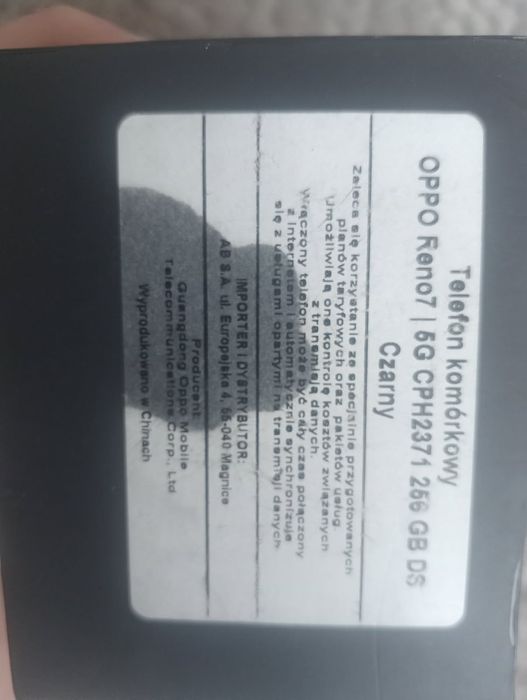 Telefon komórkowy
OPPO Reno7 | 5G CPH2371 256 GB DS
Czarny
Zaleca się korzystanie ze specjalnie przygotowanych
planów taryfowych oraz pakietów usług.
Umożliwiają one kontrolę kosztów związanych
z transmisją danych.
Włączony telefon może być cały czas połączony
z Internetem i automatycznie synchronizuje
się z usługami opartymi na transmisji danych
IMPORTER I DYSTRYBUTOR:
AB S.A. ul. Europejska 4, 55-040 Magnice
Producent:
Guangdong Oppo Mobile
Telecommunications Corp., Ltd
Wyprodukowano w Chinach